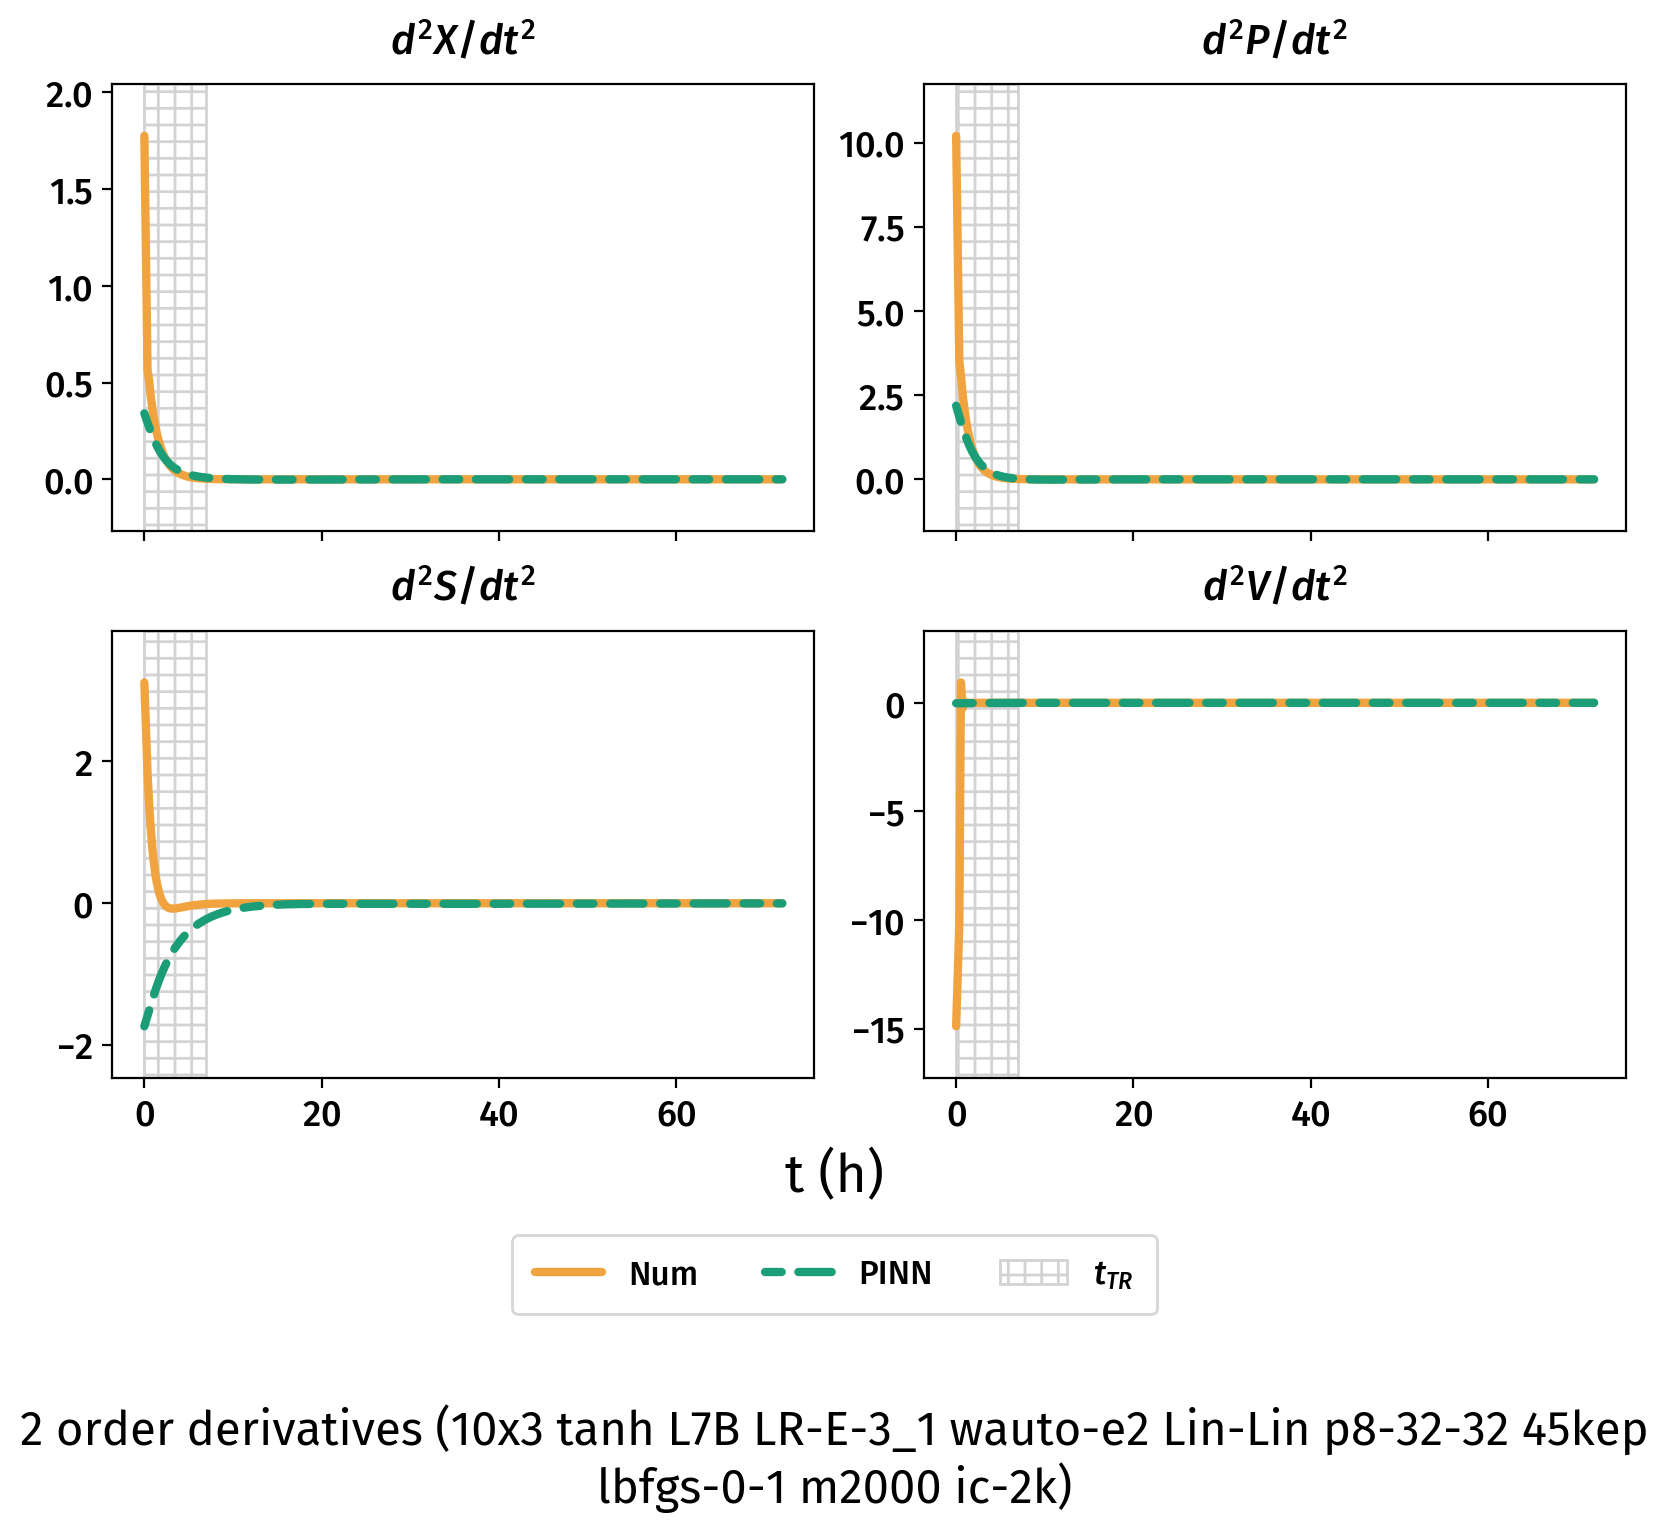 d²X/dt²
d²P/dt²
2.0
1.5
1.0
0.5
0.0
10.0
7.5
5.0
2.5
0.0
d²S/dt²
d²V/dt²
2
0
−2
0
−5
−10
−15
0 20 40 60
0 20 40 60
t (h)
Num PINN t_TR
2 order derivatives (10x3 tanh L7B LR-E-3_1 wauto-e2 Lin-Lin p8-32-32 45kep
lbfgs-0-1 m2000 ic-2k)